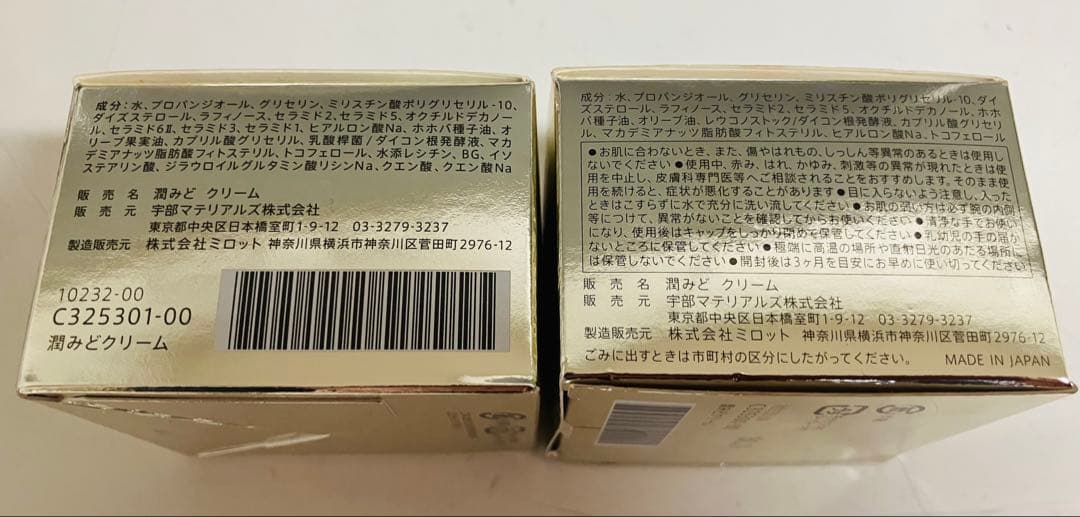 成分:水、プロパンジオール、グリセリン、ミリスチン酸ポリグリセリル-10、
ダイズステロール、ラフィノース、セラミド2、セラミド5、オクチルドデカノー
ル、セラミド6Ⅱ、セラミド3、セラミド1、ヒアルロン酸Na、ホホバ種子油、オ
リーブ果実油、カプリル酸グリセリル、乳酸桿菌/ダイコン根発酵液、マカ
デミアナッツ脂肪酸フィトステリル、トコフェロール、水添レシチン、BG、イソ
ステアリン酸、ジラウロイルグルタミン酸リシンNa、クエン酸、クエン酸Na
販売名 潤みど クリーム
販売元 宇部マテリアルズ株式会社
東京都中央区日本橋室町1-9-12 03-3279-3237
製造販売元 株式会社ミロット 神奈川県横浜市神奈川区菅田町2976-12
10232-00
C325301-00
潤みどクリーム
成分:水、プロパンジオール、グリセリン、ミリスチン酸ポリグリセリル-10、ダイ
ズステロール、ラフィノース、セラミド2、セラミド5、オクチルドデカノール、ホホ
バ種子油、オリーブ油、レウコノストック/ダイコン根発酵液、カプリル酸グリセリ
ル、マカデミアナッツ脂肪酸フィトステリル、ヒアルロン酸Na、トコフェロール
●お肌に合わないとき、また、傷やはれもの、しっしん等異常のあるときは使用し
ないでください●使用中、赤み、はれ、かゆみ、刺激等の異常が現れたときは使
用を中止し、皮膚科専門医等へご相談されることをおすすめします。そのまま使
用を続けると、症状が悪化することがあります●目に入らないよう注意し、入った
ときはこすらずに水で充分に洗い流してください●お肌の弱い方は必ず腕の内側
等につけて、異常がないことを確認してからお使いください●清浄な手でお使い
になり、使用後はキャップをしっかり閉めて保管してください●乳幼児の手の届か
ないところに保管してください●極端に高温の場所や直射日光のあたる場所に
は保管しないでください●開封後は3ヶ月を目安にお早めに使い切ってください
販売名 潤みど クリーム
販売元 宇部マテリアルズ株式会社
東京都中央区日本橋室町1-9-12 03-3279-3237
製造販売元 株式会社ミロット 神奈川県横浜市神奈川区菅田町2976-12
ごみに出すときは市町村の区分にしたがってください。 MADE IN JAPAN